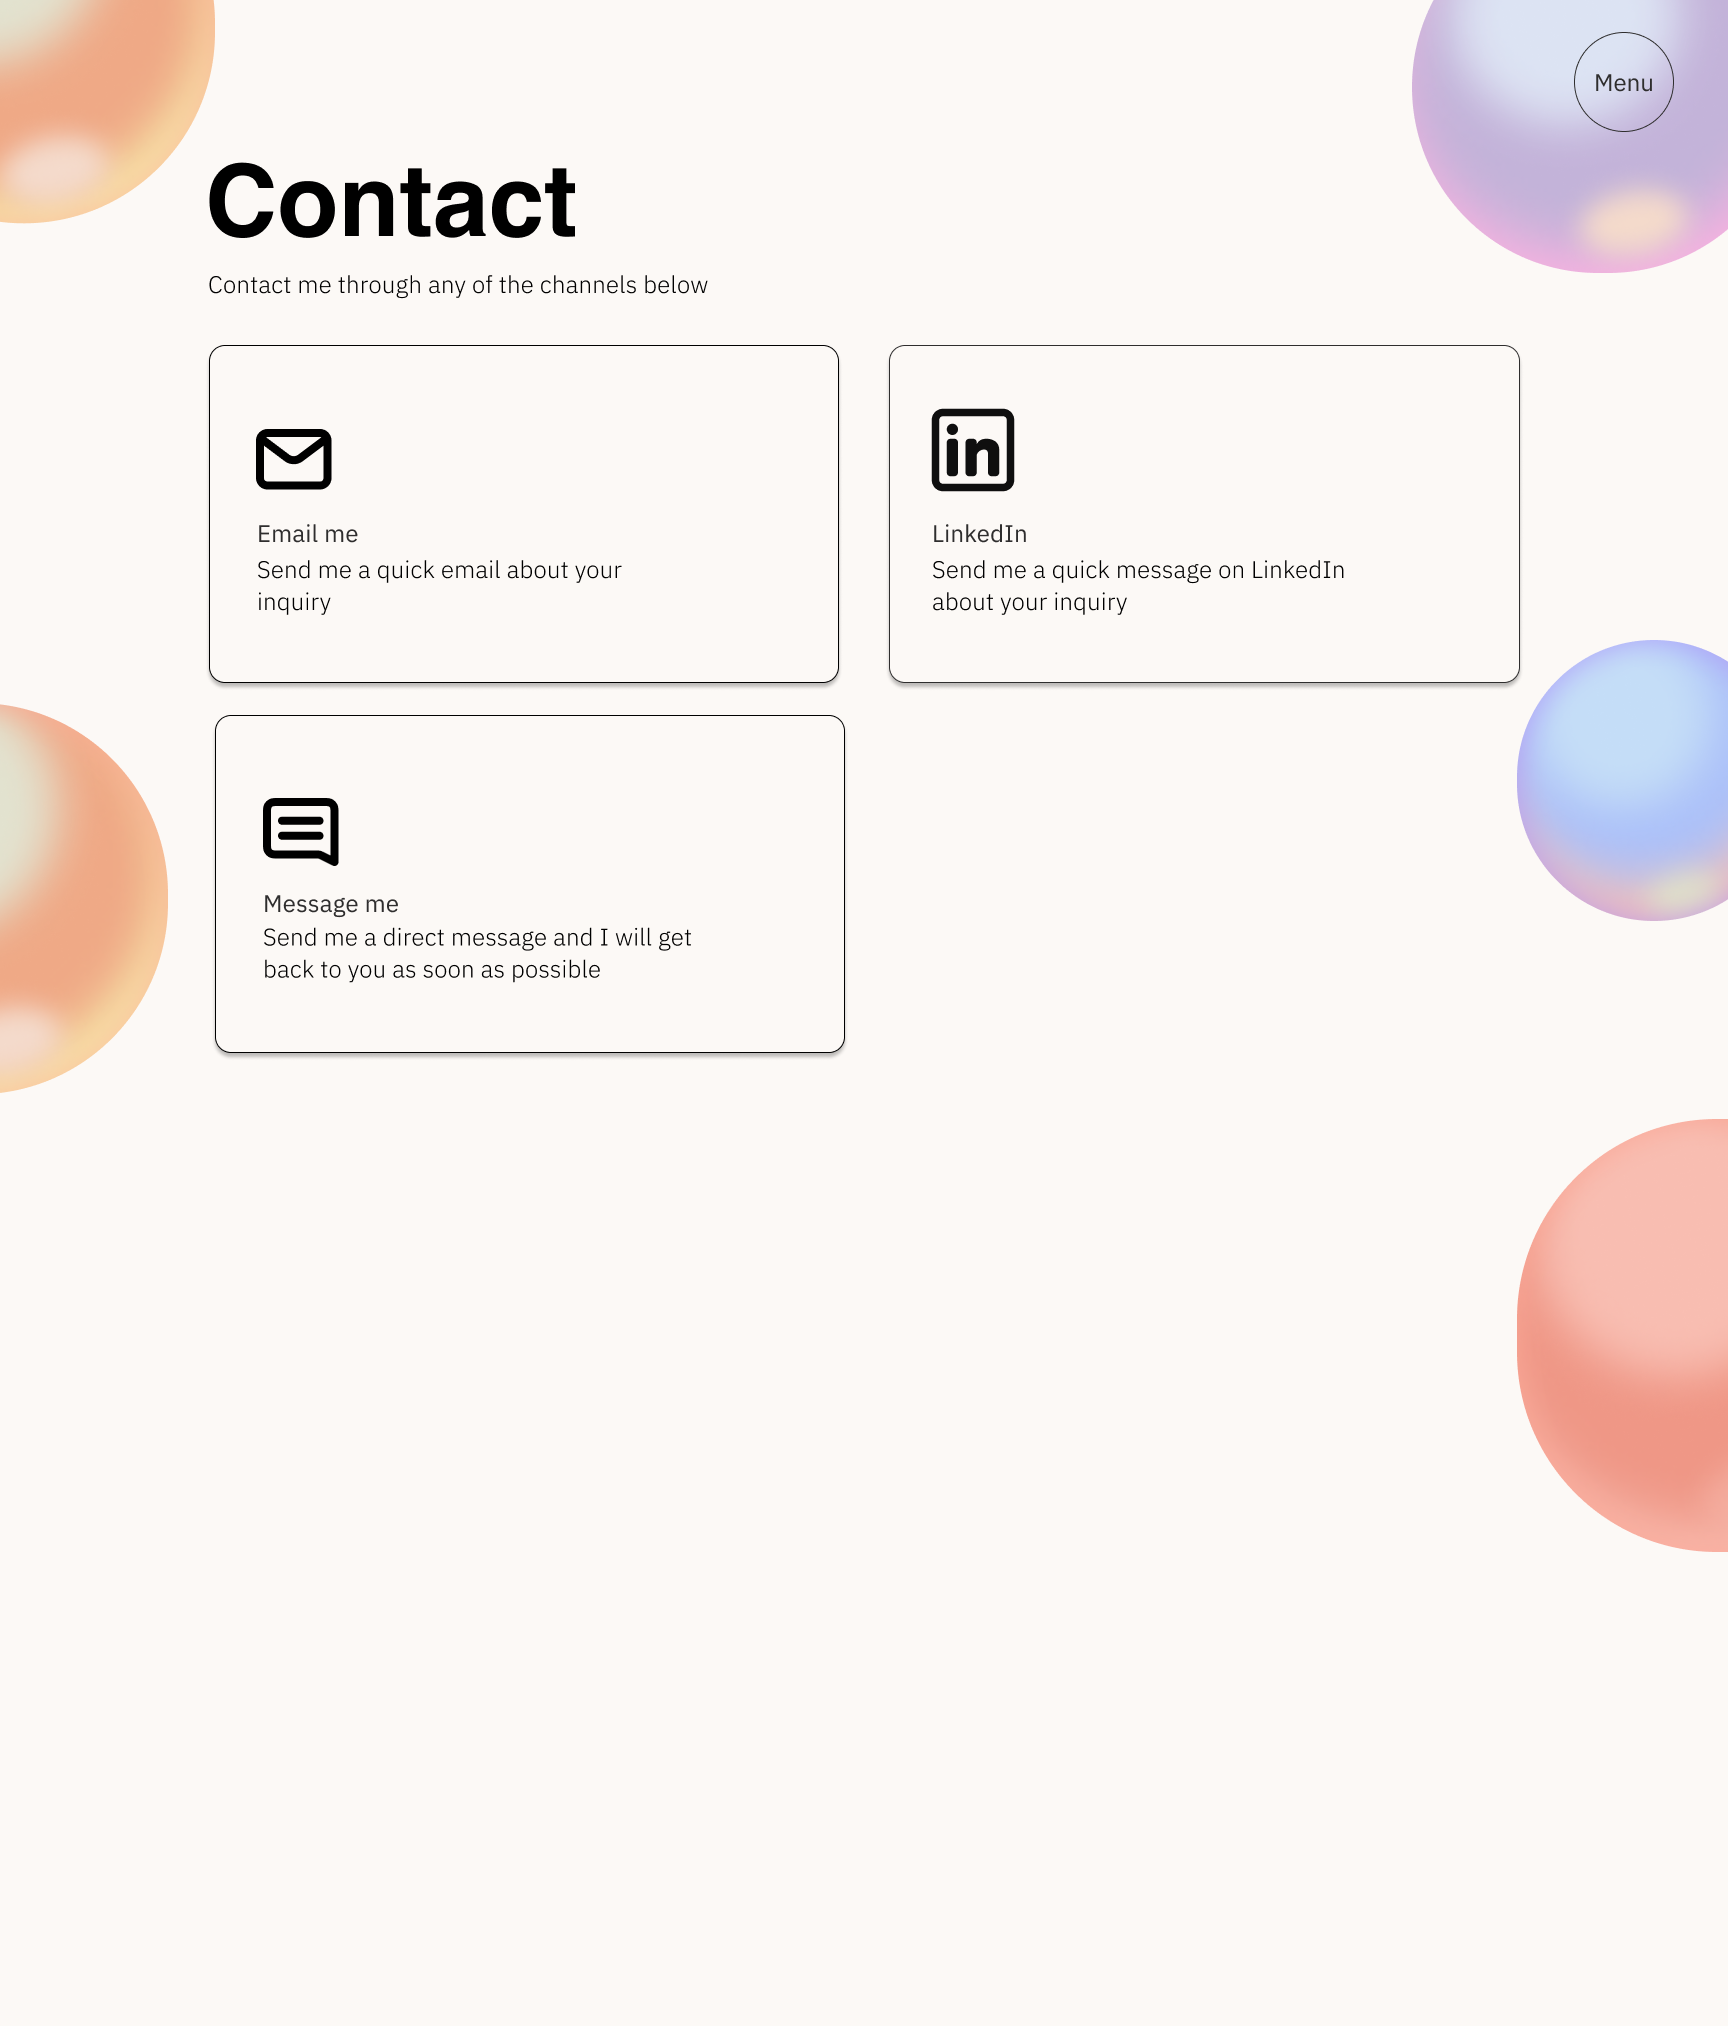 Menu
Contact
Contact me through any of the channels below
Email me
Send me a quick email about your
inquiry
in
LinkedIn
Send me a quick message on LinkedIn
about your inquiry
Message me
Send me a direct message and I will get
back to you as soon as possible